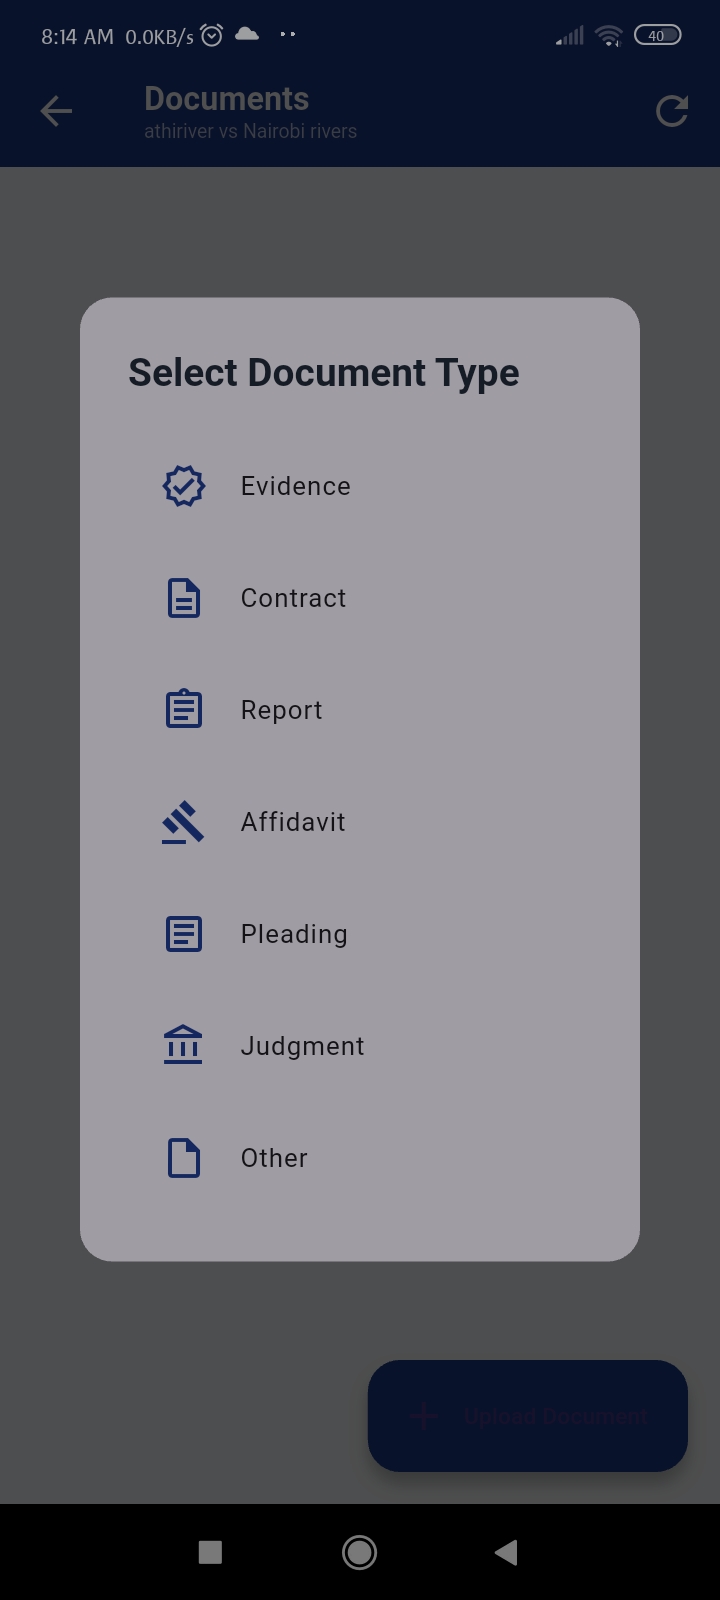 8:14 AM 0.0KB/s 40
Documents
athiriver vs Nairobi rivers
Select Document Type
Evidence
Contract
Report
Affidavit
Pleading
Judgment
Other
Upload Document